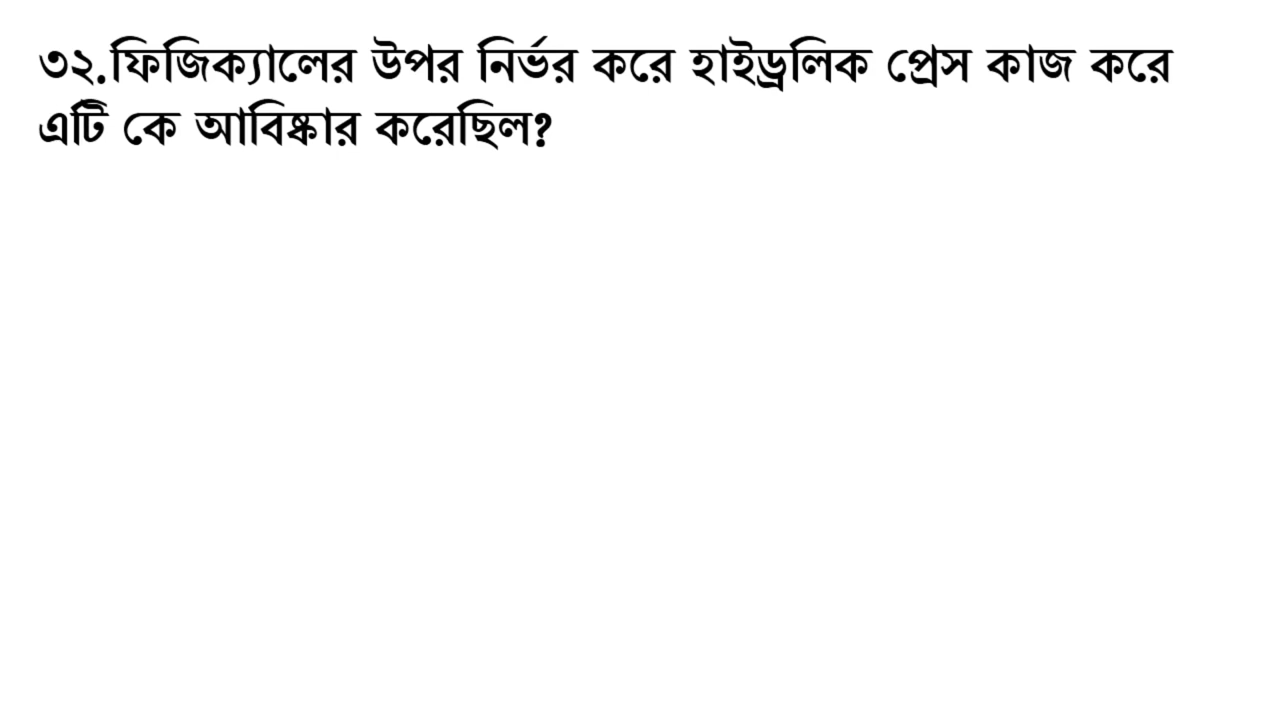 ৩২.ফিজিক্যালের উপর নির্ভর করে হাইড্রলিক প্রেস কাজ করে
এটি কে আবিষ্কার করেছিল?